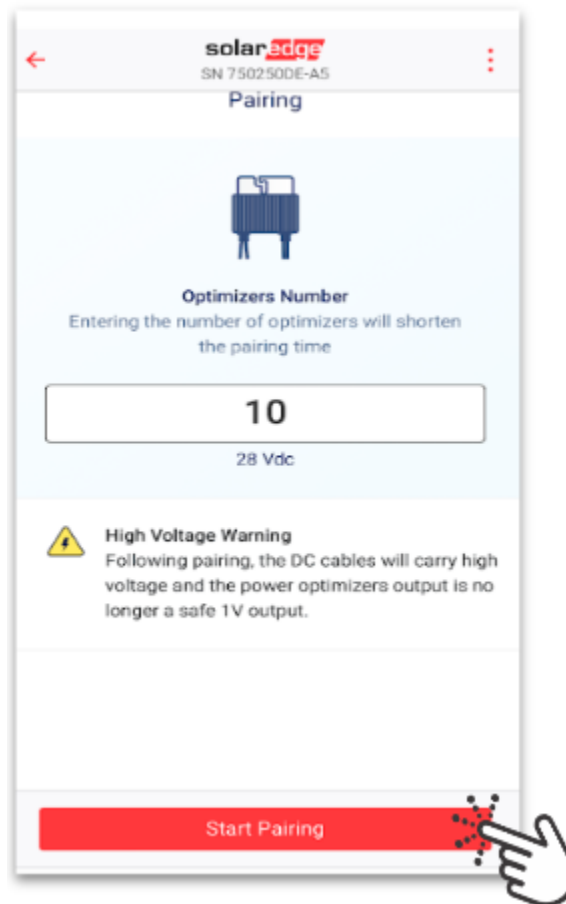 solaredge
SN 750250DE-A5
Pairing
Optimizers Number
Entering the number of optimizers will shorten
the pairing time
10
28 Vdc
High Voltage Warning
Following pairing, the DC cables will carry high
voltage and the power optimizers output is no
longer a safe 1V output.
Start Pairing